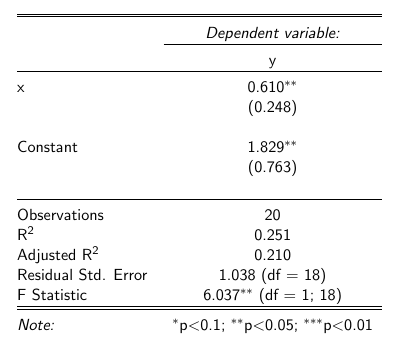 Dependent variable:
y
x 0.610**
(0.248)
Constant 1.829**
(0.763)
Observations 20
R² 0.251
Adjusted R² 0.210
Residual Std. Error 1.038 (df = 18)
F Statistic 6.037** (df = 1; 18)
Note: *p<0.1; **p<0.05; ***p<0.01